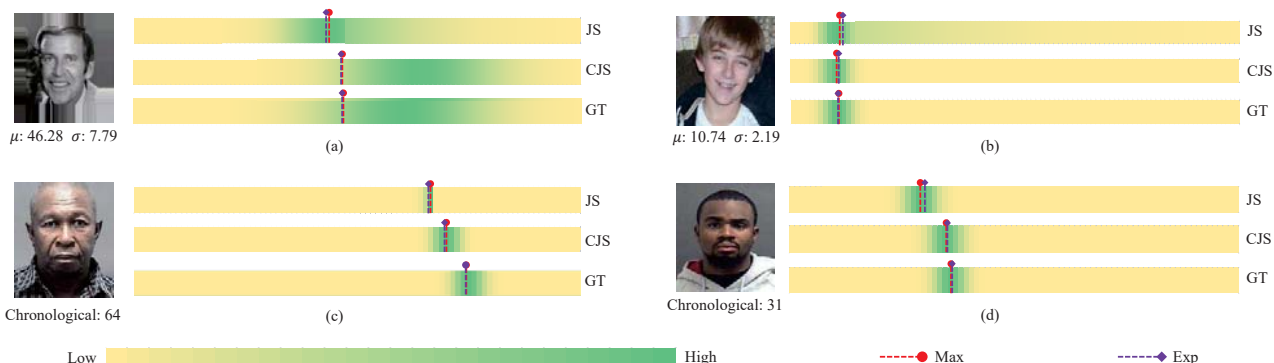 JS
CJS
GT
μ: 46.28 σ: 7.79
(a)
JS
CJS
GT
μ: 10.74 σ: 2.19
(b)
JS
CJS
GT
Chronological: 64
(c)
JS
CJS
GT
Chronological: 31
(d)
Low
High
Max
Exp